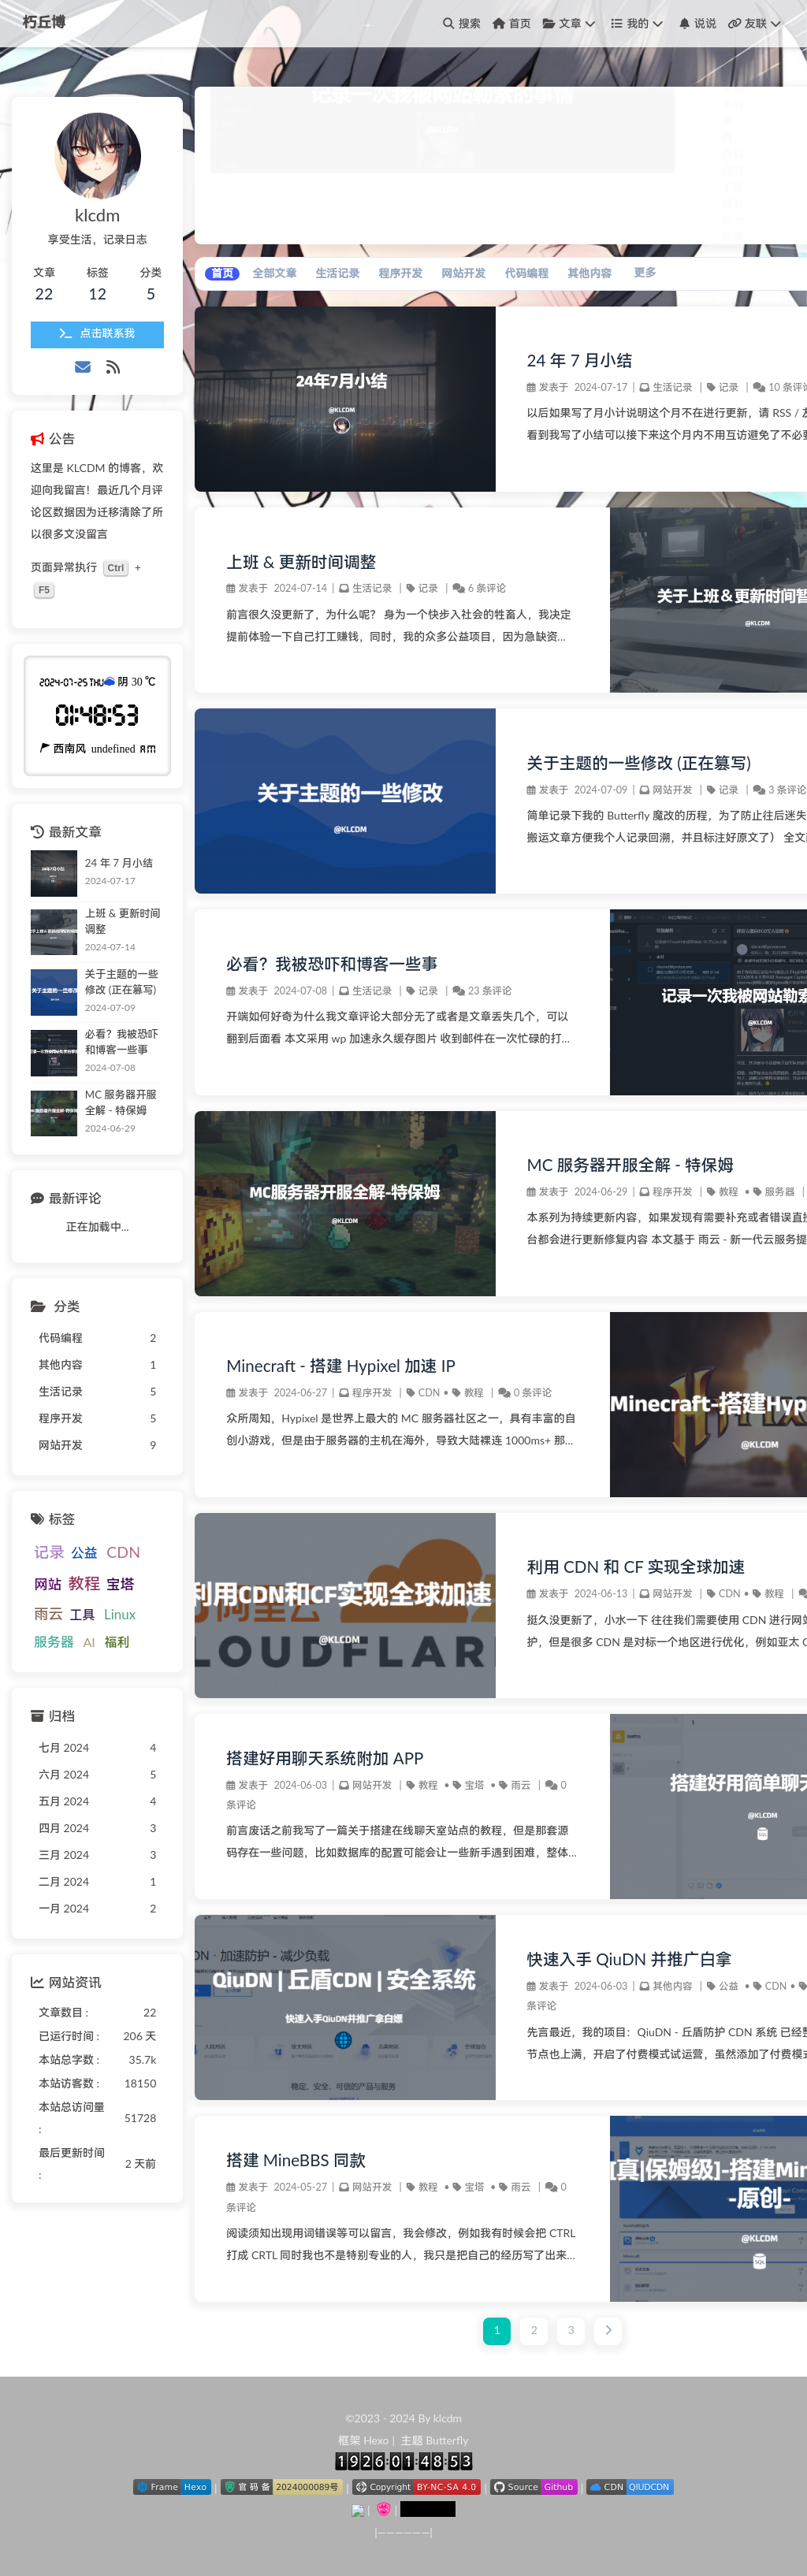 朽丘博
搜索 首页 文章 我的 说说 友联
记录一次我被网站勒索的事情
@KLCDM
klcdm
享受生活，记录日志
文章 标签 分类
22 12 5
点击联系我
公告
这里是 KLCDM 的博客，欢
迎向我留言！最近几个月评
论区数据因为迁移清除了所
以很多文没留言
页面异常执行 Ctrl +
F5
2024-07-25 THU 阴 30 ℃
01:48:53
西南风 undefined AM
最新文章
24 年 7 月小结
2024-07-17
上班 & 更新时间
调整
2024-07-14
关于主题的一些
修改 (正在篡写)
2024-07-09
必看？我被恐吓
和博客一些事
2024-07-08
MC 服务器开服
全解 - 特保姆
2024-06-29
最新评论
正在加载中...
分类
代码编程 2
其他内容 1
生活记录 5
程序开发 5
网站开发 9
标签
记录 公益 CDN
网站 教程 宝塔
雨云 工具 Linux
服务器 AI 福利
归档
七月 2024 4
六月 2024 5
五月 2024 4
四月 2024 3
三月 2024 3
二月 2024 1
一月 2024 2
网站资讯
文章数目 : 22
已运行时间 : 206 天
本站总字数 : 35.7k
本站访客数 : 18150
本站总访问量
: 51728
最后更新时间
: 2 天前
首页 全部文章 生活记录 程序开发 网站开发 代码编程 其他内容 更多
24年7月小结
@KLCDM
24 年 7 月小结
发表于 2024-07-17 | 生活记录 | 记录 | 10 条评论
以后如果写了月小计说明这个月不在进行更新，请 RSS / 友
看到我写了小结可以接下来这个月内不用互访避免了不必要
上班 & 更新时间调整
发表于 2024-07-14 | 生活记录 | 记录 | 6 条评论
前言很久没更新了，为什么呢？ 身为一个快步入社会的牲畜人，我决定
提前体验一下自己打工赚钱，同时，我的众多公益项目，因为急缺资...
关于上班&更新时间暂
@KLCDM
关于主题的一些修改
@KLCDM
关于主题的一些修改 (正在篡写)
发表于 2024-07-09 | 网站开发 | 记录 | 3 条评论
简单记录下我的 Butterfly 魔改的历程，为了防止往后迷失
搬运文章方便我个人记录回溯，并且标注好原文了） 全文
必看？我被恐吓和博客一些事
发表于 2024-07-08 | 生活记录 | 记录 | 23 条评论
开端如何好奇为什么我文章评论大部分无了或者是文章丢失几个，可以
翻到后面看 本文采用 wp 加速永久缓存图片 收到邮件在一次忙碌的打...
记录一次我被网站勒索
@KLCDM
MC服务器开服全解-特保姆
@KLCDM
MC 服务器开服全解 - 特保姆
发表于 2024-06-29 | 程序开发 | 教程 • 服务器 |
本系列为持续更新内容，如果发现有需要补充或者错误直接
台都会进行更新修复内容 本文基于 雨云 - 新一代云服务提
Minecraft - 搭建 Hypixel 加速 IP
发表于 2024-06-27 | 程序开发 | CDN • 教程 | 0 条评论
众所周知，Hypixel 是世界上最大的 MC 服务器社区之一，具有丰富的自
创小游戏，但是由于服务器的主机在海外，导致大陆裸连 1000ms+ 那...
Minecraft-搭建Hyp
@KLCDM
利用CDN和CF实现全球加速
@KLCDM
利用 CDN 和 CF 实现全球加速
发表于 2024-06-13 | 网站开发 | CDN • 教程 |
挺久没更新了，小水一下 往往我们需要使用 CDN 进行网站
护，但是很多 CDN 是对标一个地区进行优化，例如亚太 C
搭建好用聊天系统附加 APP
发表于 2024-06-03 | 网站开发 | 教程 • 宝塔 • 雨云 | 0
条评论
前言废话之前我写了一篇关于搭建在线聊天室站点的教程，但是那套源
码存在一些问题，比如数据库的配置可能会让一些新手遇到困难，整体...
搭建好用简单聊天
@KLCDM
QiuDN | 丘盾CDN | 安全系统
快速入手QiuDN并推广白嫖
稳定，安全，可信的产品与服务
快速入手 QiuDN 并推广白拿
发表于 2024-06-03 | 其他内容 | 公益 • CDN •
条评论
先言最近，我的项目：QiuDN - 丘盾防护 CDN 系统 已经整
节点也上满，开启了付费模式试运营，虽然添加了付费模式
搭建 MineBBS 同款
发表于 2024-05-27 | 网站开发 | 教程 • 宝塔 • 雨云 | 0
条评论
阅读须知出现用词错误等可以留言，我会修改，例如我有时候会把 CTRL
打成 CRTL 同时我也不是特别专业的人，我只是把自己的经历写了出来...
[真|保姆级]-搭建Min
-原创-
@KLCDM
1 2 3
©2023 - 2024 By klcdm
框架 Hexo | 主题 Butterfly
1926:01:48:53
Frame Hexo | 官 码 备 2024000089号 | Copyright BY-NC-SA 4.0 | Source Github | CDN QIUDCDN